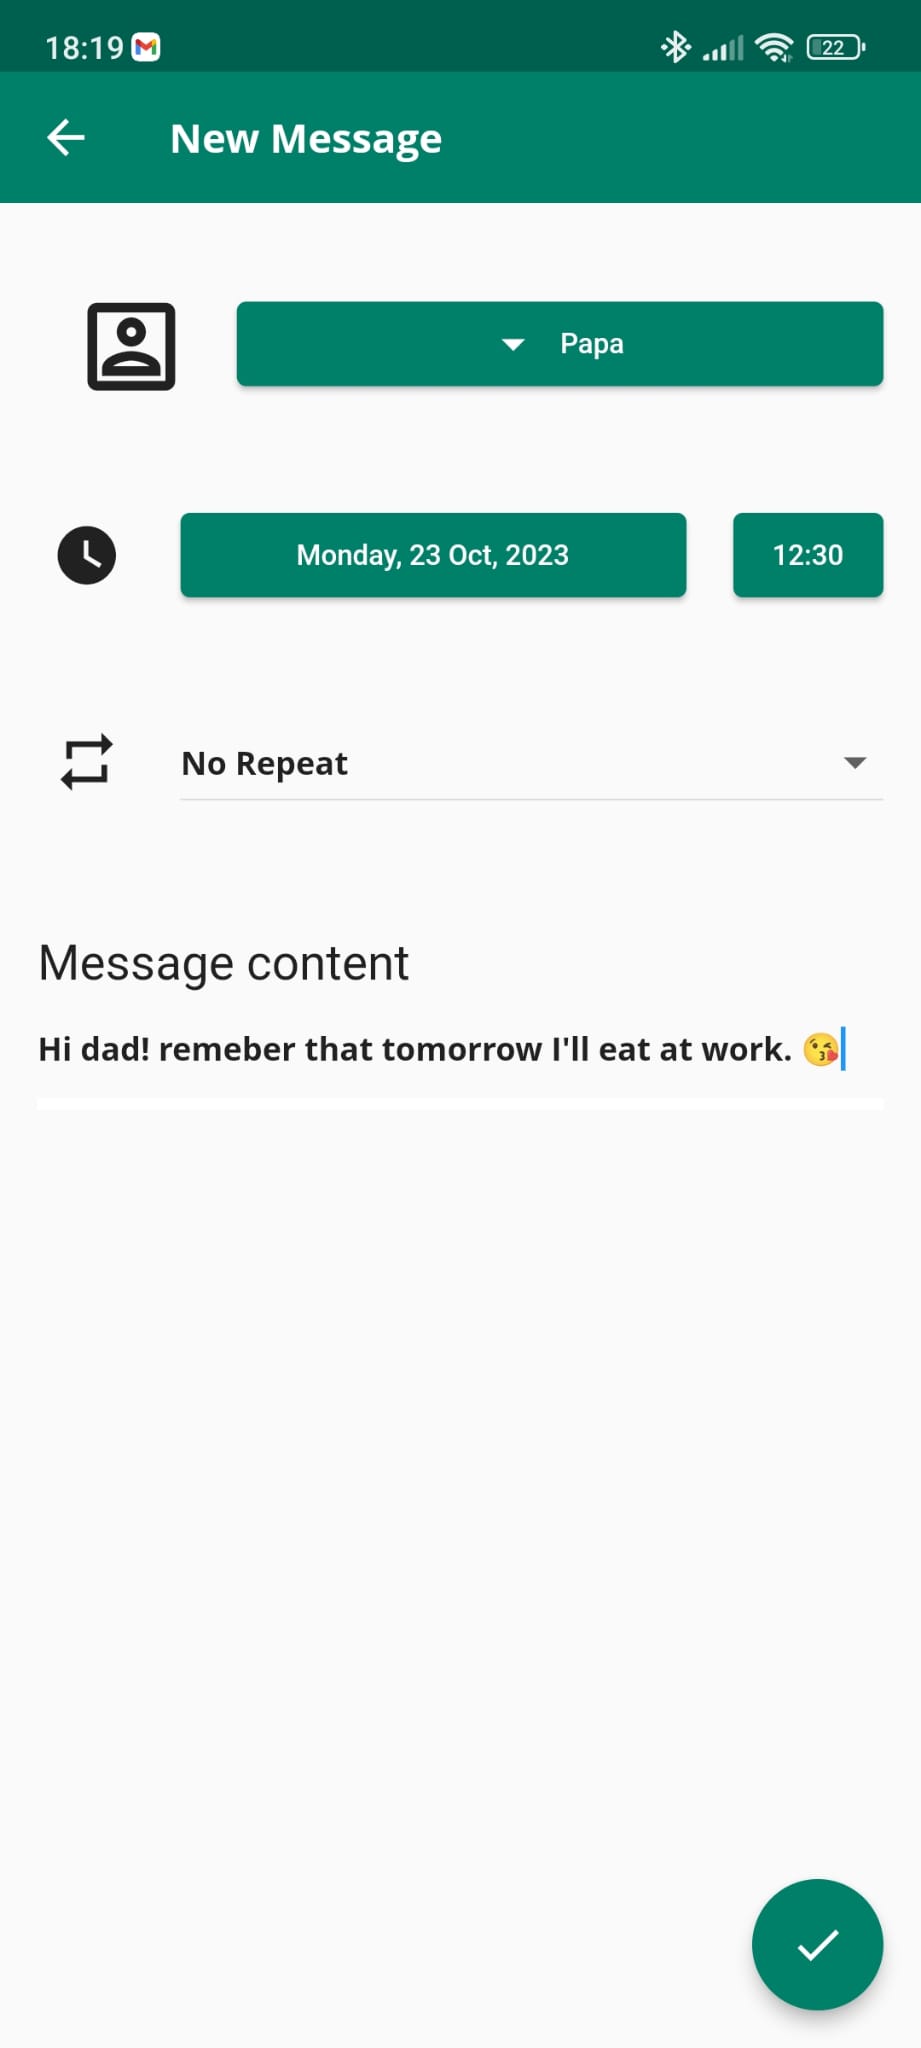 18:19
22
New Message
Papa
Monday, 23 Oct, 2023
12:30
No Repeat
Message content
Hi dad! remeber that tomorrow I'll eat at work. 😘